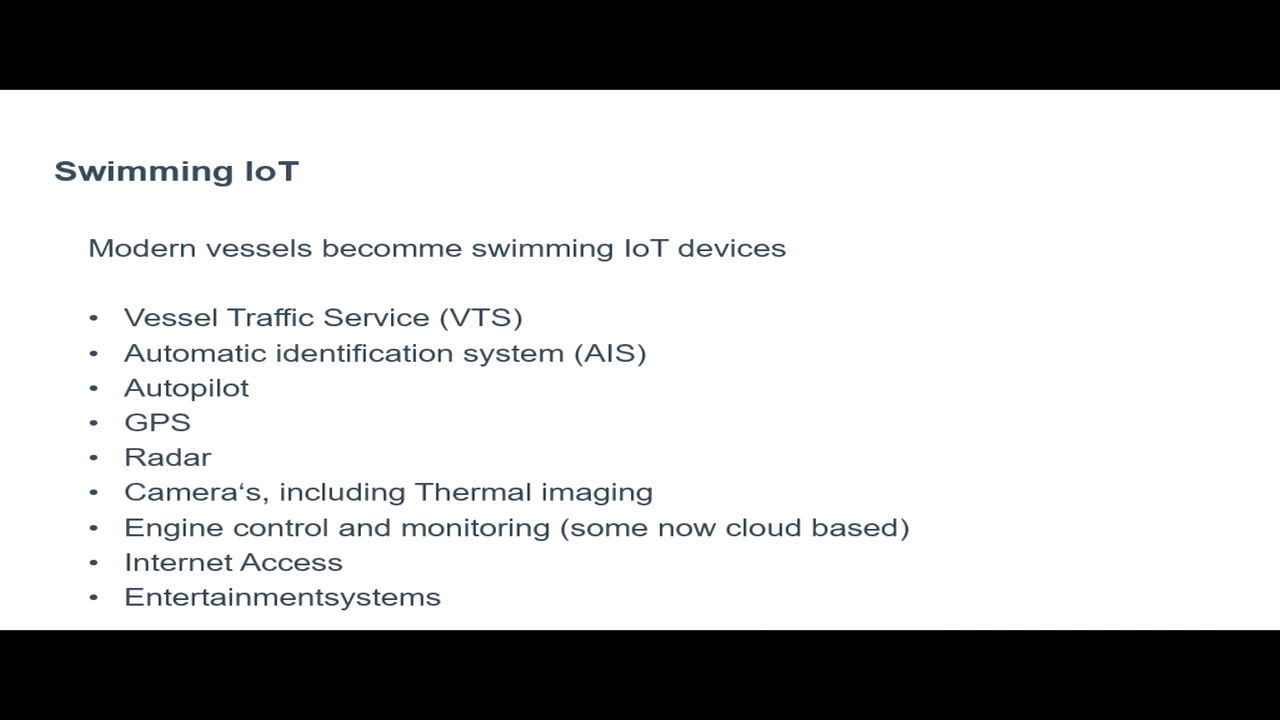 Swimming IoT
Modern vessels becomme swimming IoT devices
• Vessel Traffic Service (VTS)
• Automatic identification system (AIS)
• Autopilot
• GPS
• Radar
• Camera‘s, including Thermal imaging
• Engine control and monitoring (some now cloud based)
• Internet Access
• Entertainmentsystems